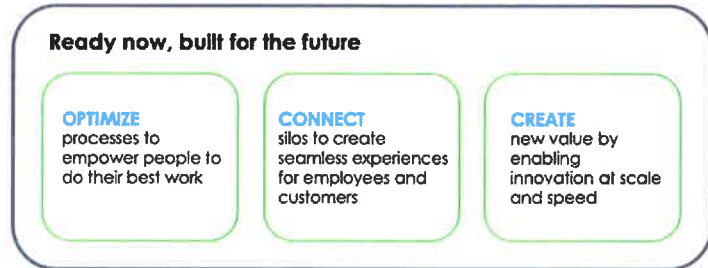 Ready now, built for the future
OPTIMIZE
processes to
empower people to
do their best work
CONNECT
silos to create
seamless experiences
for employees and
customers
CREATE
new value by
enabling
innovation at scale
and speed